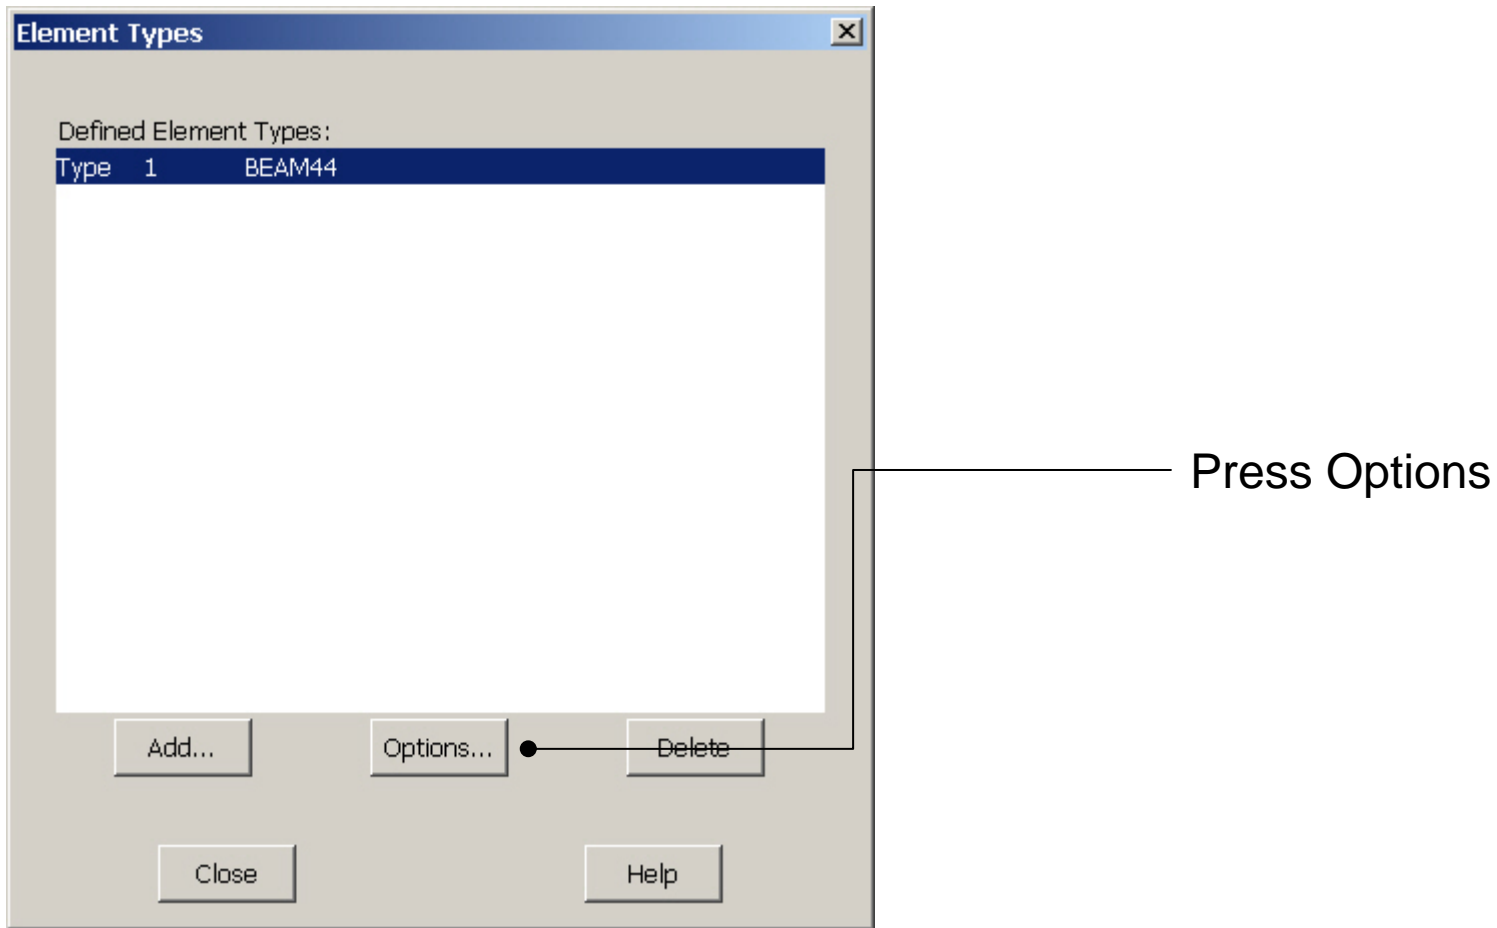 Element Types
Defined Element Types:
Type 1 BEAM44
Press Options
Add... Options... Delete
Close Help